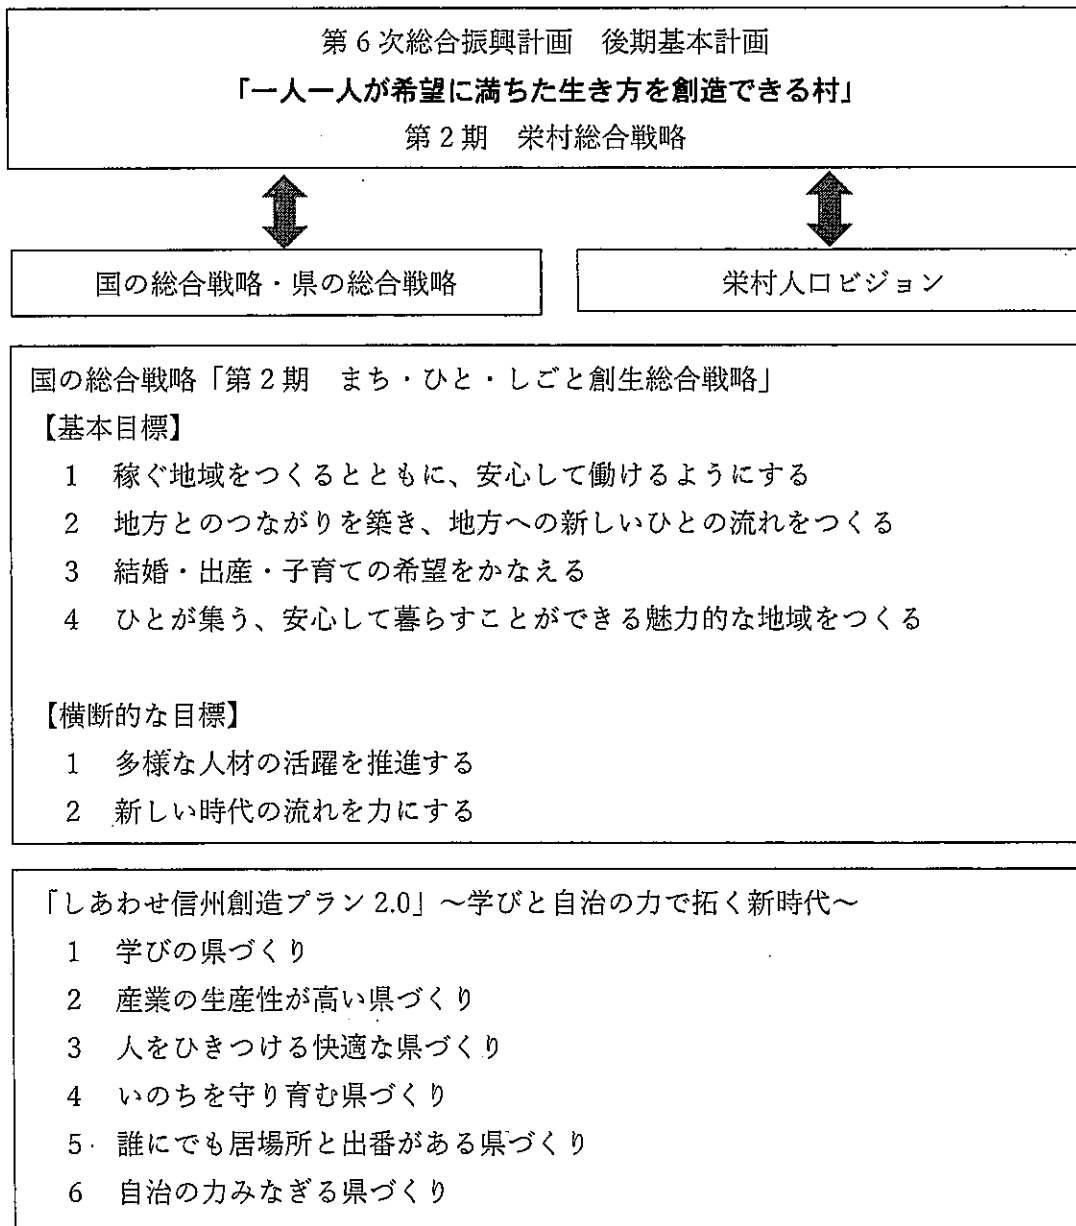 第6次総合振興計画　後期基本計画
「一人一人が希望に満ちた生き方を創造できる村」
第2期　栄村総合戦略
国の総合戦略・県の総合戦略
栄村人口ビジョン
国の総合戦略「第2期　まち・ひと・しごと創生総合戦略」
【基本目標】
1　稼ぐ地域をつくるとともに、安心して働けるようにする
2　地方とのつながりを築き、地方への新しいひとの流れをつくる
3　結婚・出産・子育ての希望をかなえる
4　ひとが集う、安心して暮らすことができる魅力的な地域をつくる
【横断的な目標】
1　多様な人材の活躍を推進する
2　新しい時代の流れを力にする
「しあわせ信州創造プラン 2.0」～学びと自治の力で拓く新時代～
1　学びの県づくり
2　産業の生産性が高い県づくり
3　人をひきつける快適な県づくり
4　いのちを守り育む県づくり
5　誰にでも居場所と出番がある県づくり
6　自治の力みなぎる県づくり